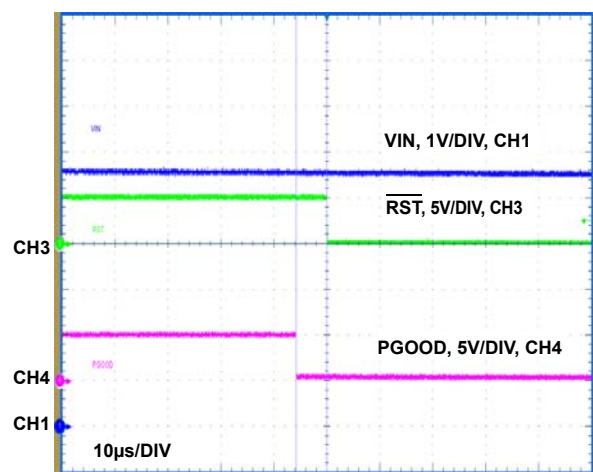 VIN
VIN, 1V/DIV, CH1
RST, 5V/DIV, CH3
RST
CH3
PGOOD, 5V/DIV, CH4
PGOOD
CH4
CH1
10µs/DIV